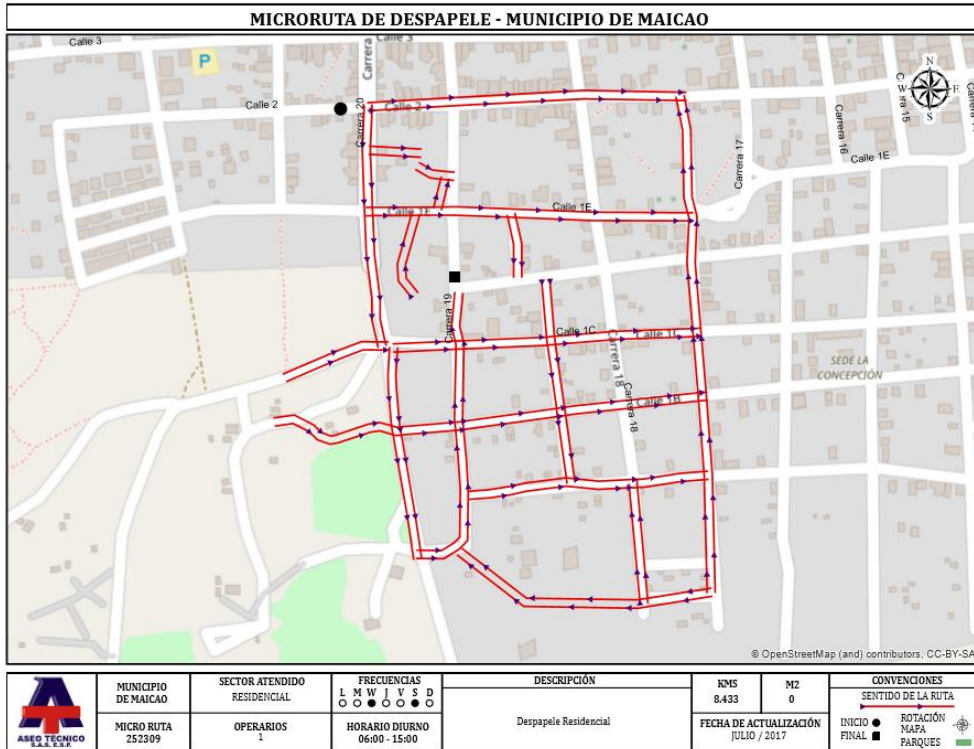 MICRORUTA DE DESPAPELE - MUNICIPIO DE MAICAO
Calle 3
Calle 3
Carrera
P
N
W E
S
Calle 2
Calle 2
Carrera 20
Carrera 17
Carrera 16
Calle 1E
Calle 1E
Calle 1E
Carrera 19
Calle 1C
Calle 1C
Carrera 18
SEDE LA
CONCEPCIÓN
Calle 1B
Carrera 18
© OpenStreetMap (and) contributors, CC-BY-SA
ASEO TÉCNICO
S.A.S. E.S.P.
MUNICIPIO
DE MAICAO
MICRO RUTA
252309
SECTOR ATENDIDO
RESIDENCIAL
OPERARIOS
1
FRECUENCIAS
L M W J V S D
HORARIO DIURNO
06:00 - 15:00
DESCRIPCIÓN
Despapele Residencial
KMS
8.433
M2
0
FECHA DE ACTUALIZACIÓN
JULIO / 2017
CONVENCIONES
SENTIDO DE LA RUTA
INICIO
FINAL
ROTACIÓN
MAPA
PARQUES